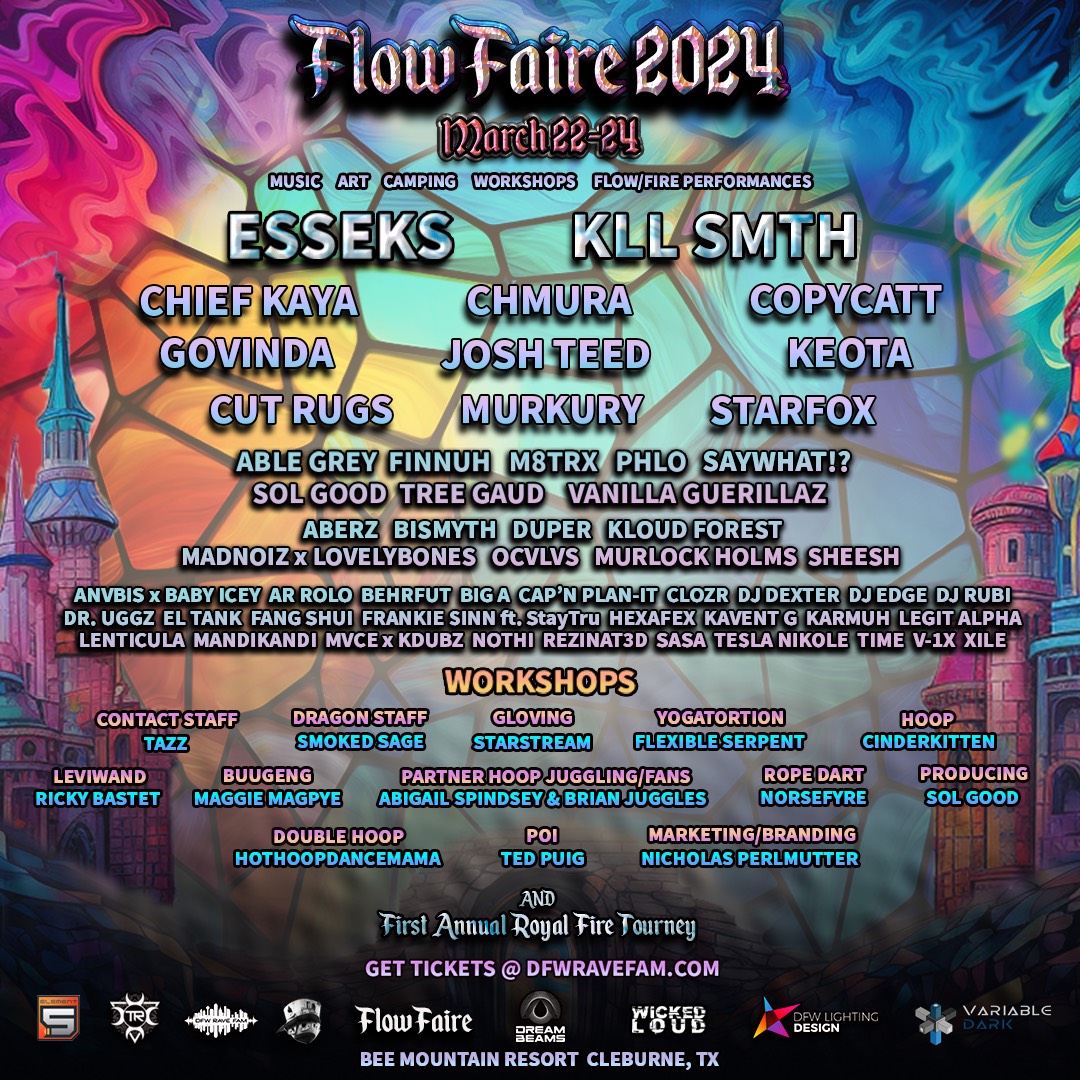 Flow Faire 2024
March 22-24
MUSIC ART CAMPING WORKSHOPS FLOW/FIRE PERFORMANCES
ESSEKS KLL SMTH
CHIEF KAYA CHMURA COPYCATT
GOVINDA JOSH TEED KEOTA
CUT RUGS MURKURY STARFOX
ABLE GREY FINNUH M8TRX PHLO SAYWHAT!?
SOL GOOD TREE GAUD VANILLA GUERILLAZ
ABERZ BISMYTH DUPER KLOUD FOREST
MADNOIZ x LOVELYBONES OCVLVS MURLOCK HOLMS SHEESH
ANVBIS x BABY ICEY AR ROLO BEHRFUT BIG A CAP'N PLAN-IT CLOZR DJ DEXTER DJ EDGE DJ RUBI
DR. UGGZ EL TANK FANG SHUI FRANKIE SINN ft. StayTru HEXAFEX KAVENT G KARMUH LEGIT ALPHA
LENTICULA MANDIKANDI MVCE x KDUBZ NOTHI REZINAT3D SASA TESLA NIKOLE TIME V-1X XILE
WORKSHOPS
CONTACT STAFF DRAGON STAFF GLOVING YOGATORTION HOOP
TAZZ SMOKED SAGE STARSTREAM FLEXIBLE SERPENT CINDERKITTEN
LEVIWAND BUUGENG PARTNER HOOP JUGGLING/FANS ROPE DART PRODUCING
RICKY BASTET MAGGIE MAGPYE ABIGAIL SPINDSEY & BRIAN JUGGLES NORSEFYRE SOL GOOD
DOUBLE HOOP POI MARKETING/BRANDING
HOTHOOPDANCEMAMA TED PUIG NICHOLAS PERLMUTTER
AND
First Annual Royal Fire Tourney
GET TICKETS @ DFWRAVEFAM.COM
ELEMENT 5 TR DFW RAVE FAM Flow Faire DREAM BEAMS WICKED LOUD DFW LIGHTING DESIGN VARIABLE DARK
BEE MOUNTAIN RESORT CLEBURNE, TX